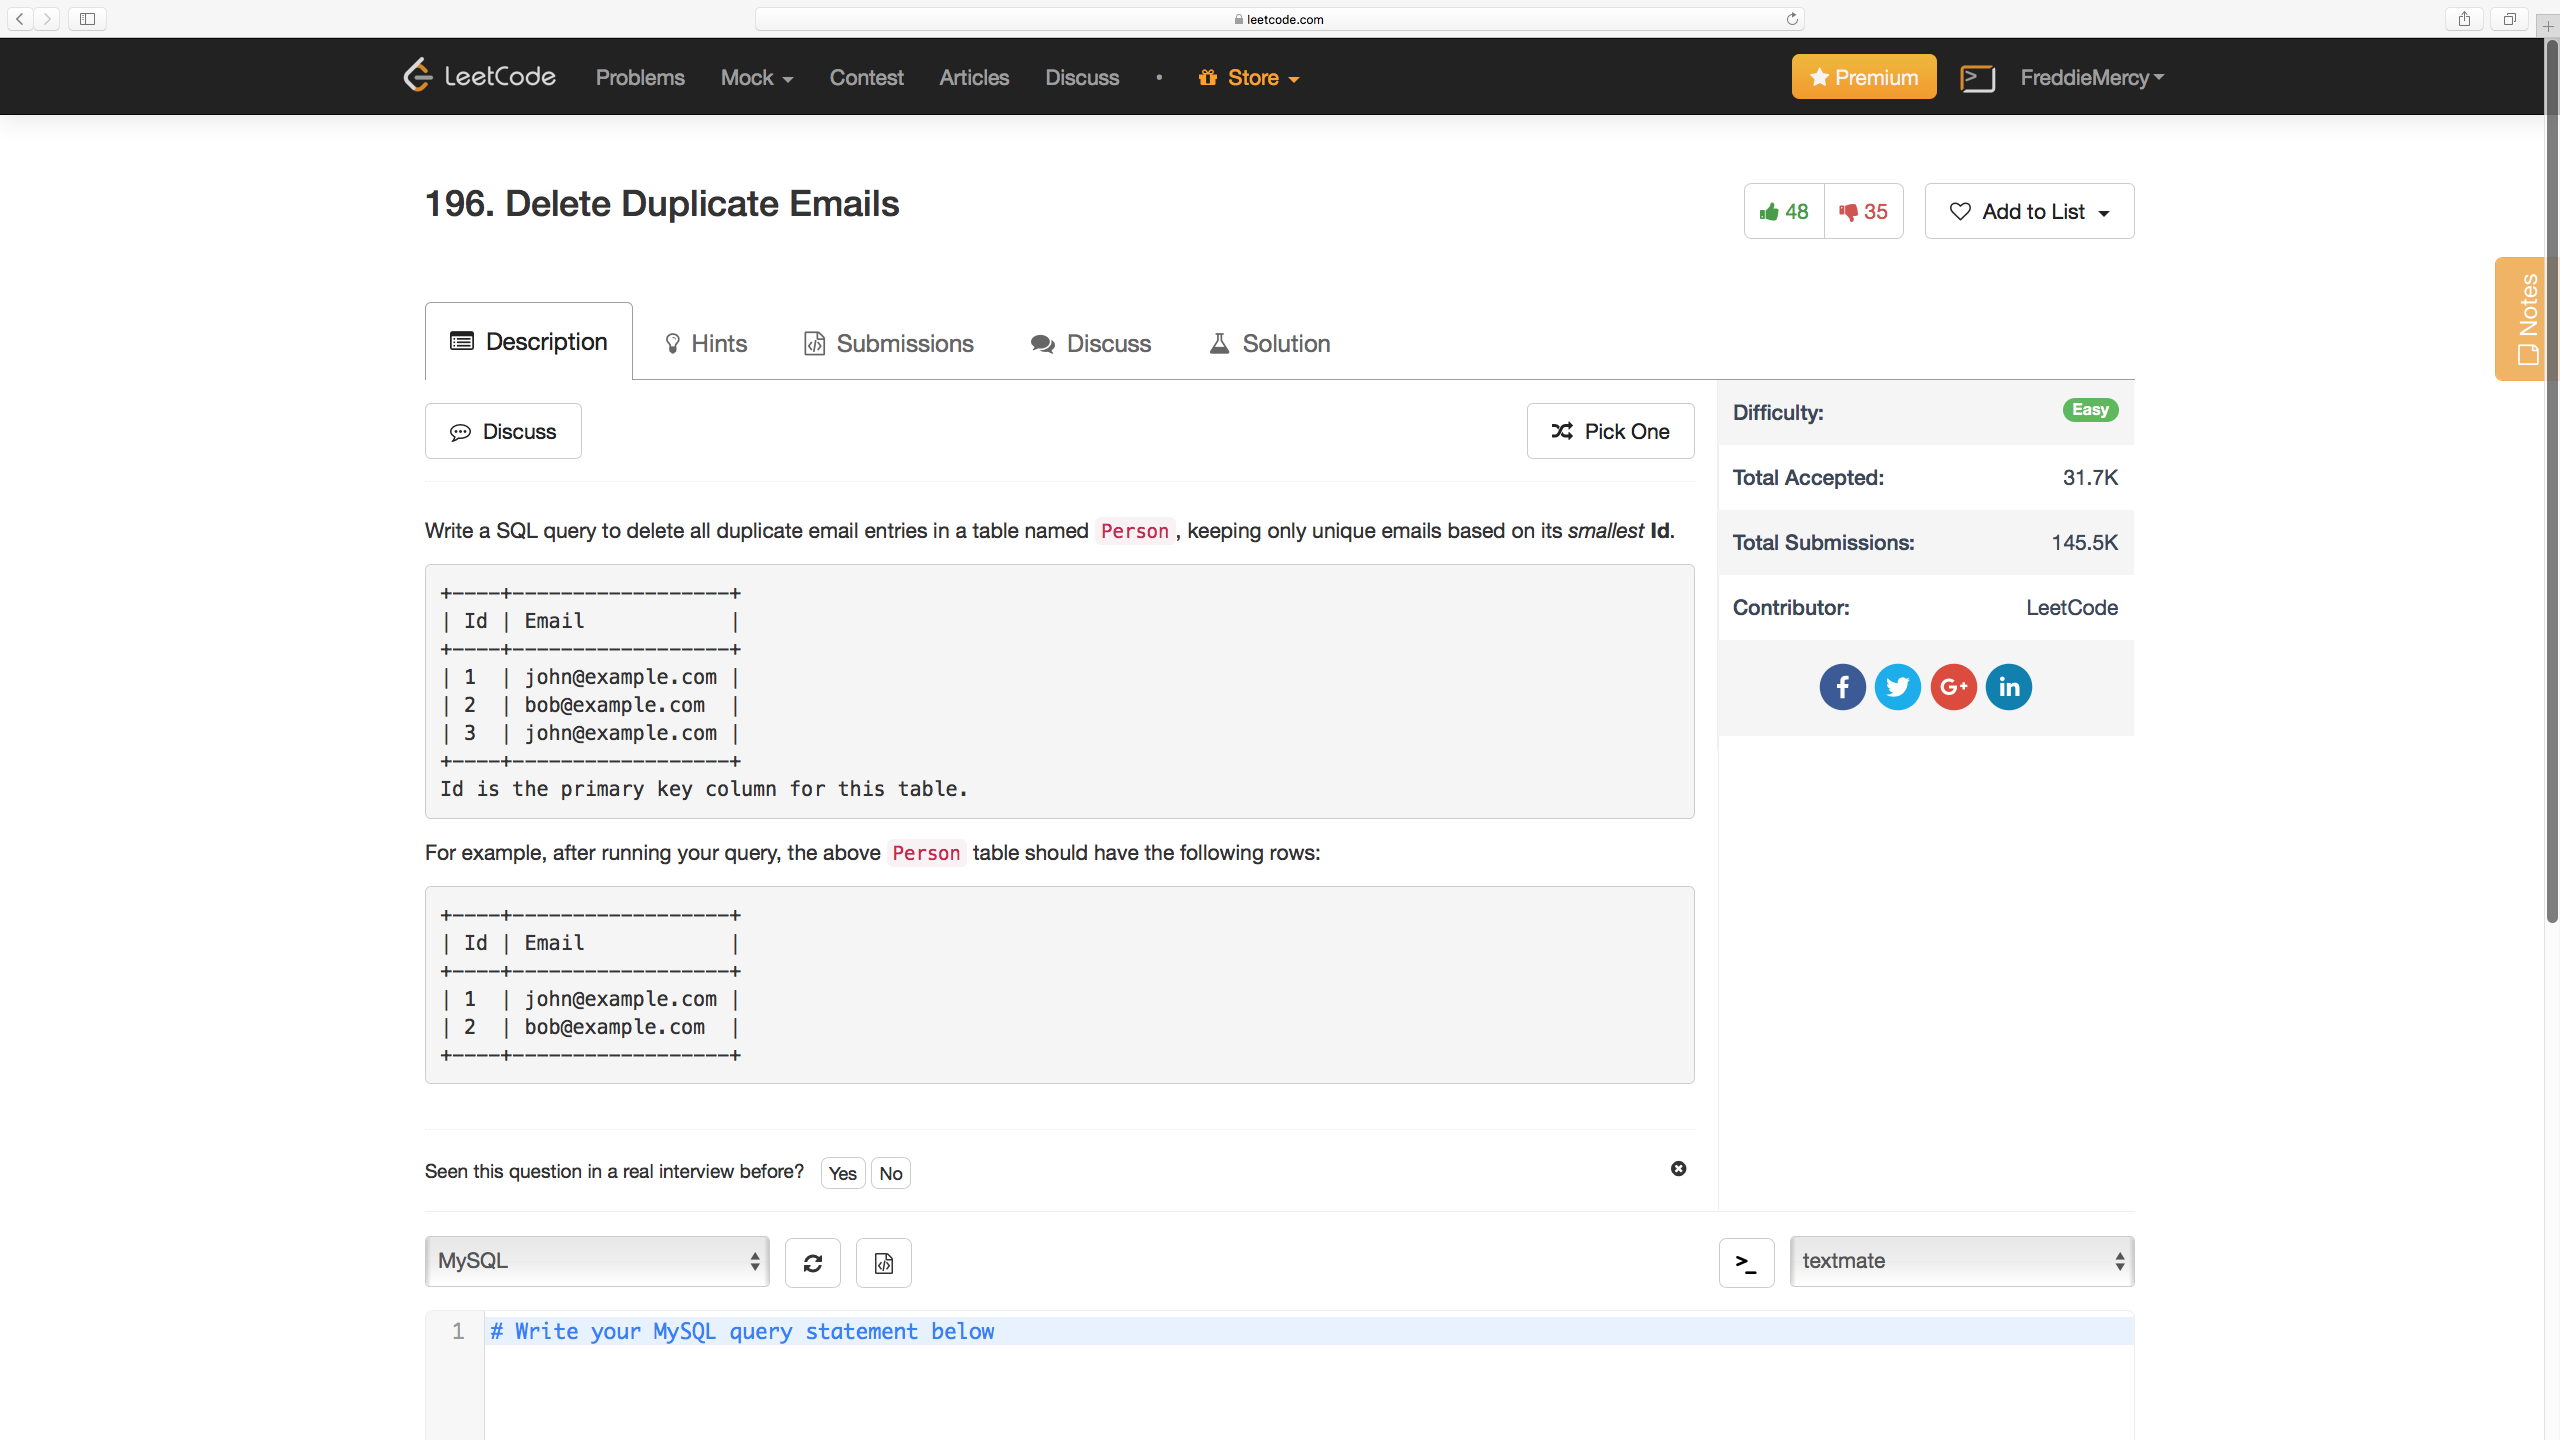 leetcode.com
LeetCode Problems Mock Contest Articles Discuss • Store Premium FreddieMercy
196. Delete Duplicate Emails
48 35 Add to List
Notes
Description Hints Submissions Discuss Solution
Discuss Pick One
Difficulty: Easy
Total Accepted: 31.7K
Total Submissions: 145.5K
Contributor: LeetCode
f G+ in
Write a SQL query to delete all duplicate email entries in a table named Person , keeping only unique emails based on its smallest Id.
+----+------------------+
| Id | Email            |
+----+------------------+
| 1  | john@example.com |
| 2  | bob@example.com  |
| 3  | john@example.com |
+----+------------------+
Id is the primary key column for this table.
For example, after running your query, the above Person table should have the following rows:
+----+------------------+
| Id | Email            |
+----+------------------+
| 1  | john@example.com |
| 2  | bob@example.com  |
+----+------------------+
Seen this question in a real interview before? Yes No
MySQL >_ textmate
1 # Write your MySQL query statement below